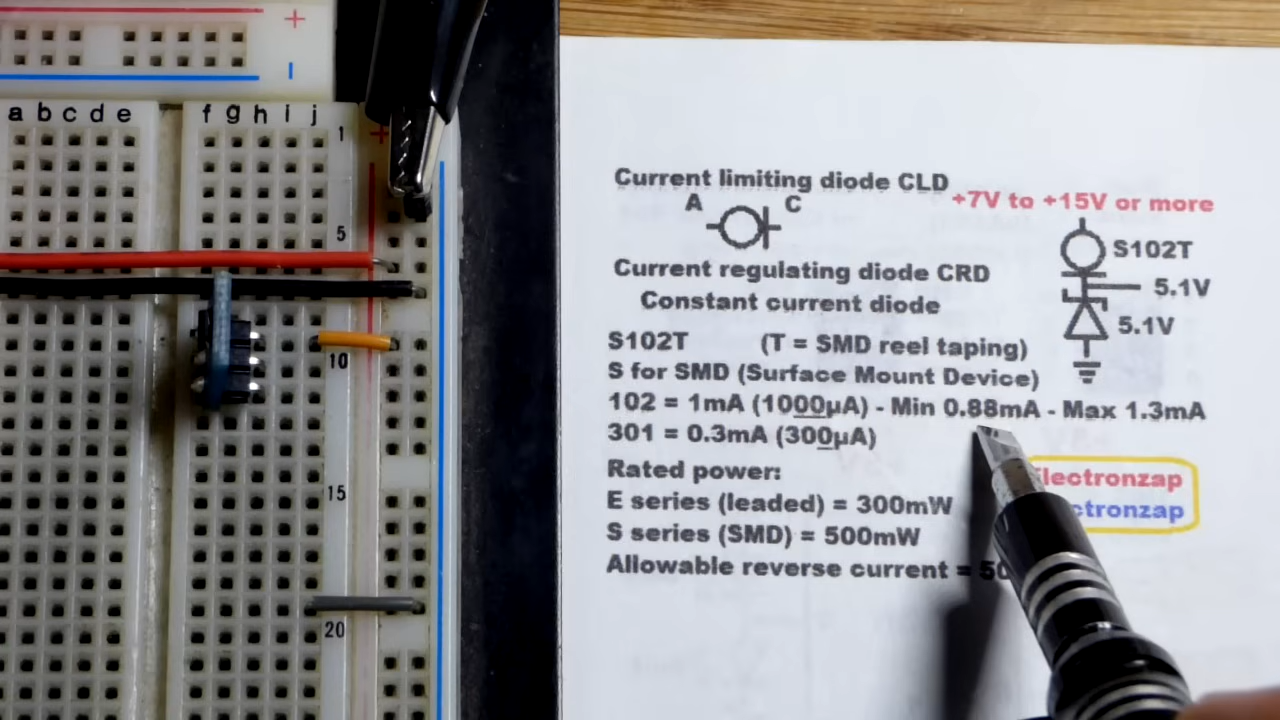 +
a b c d e f g h i j
1
+
5
10
15
20
Current limiting diode CLD
A C
+7V to +15V or more
S102T
5.1V
5.1V
Current regulating diode CRD
Constant current diode
S102T (T = SMD reel taping)
S for SMD (Surface Mount Device)
102 = 1mA (1000µA) - Min 0.88mA - Max 1.3mA
301 = 0.3mA (300µA)
Rated power:
E series (leaded) = 300mW
S series (SMD) = 500mW
Allowable reverse current =